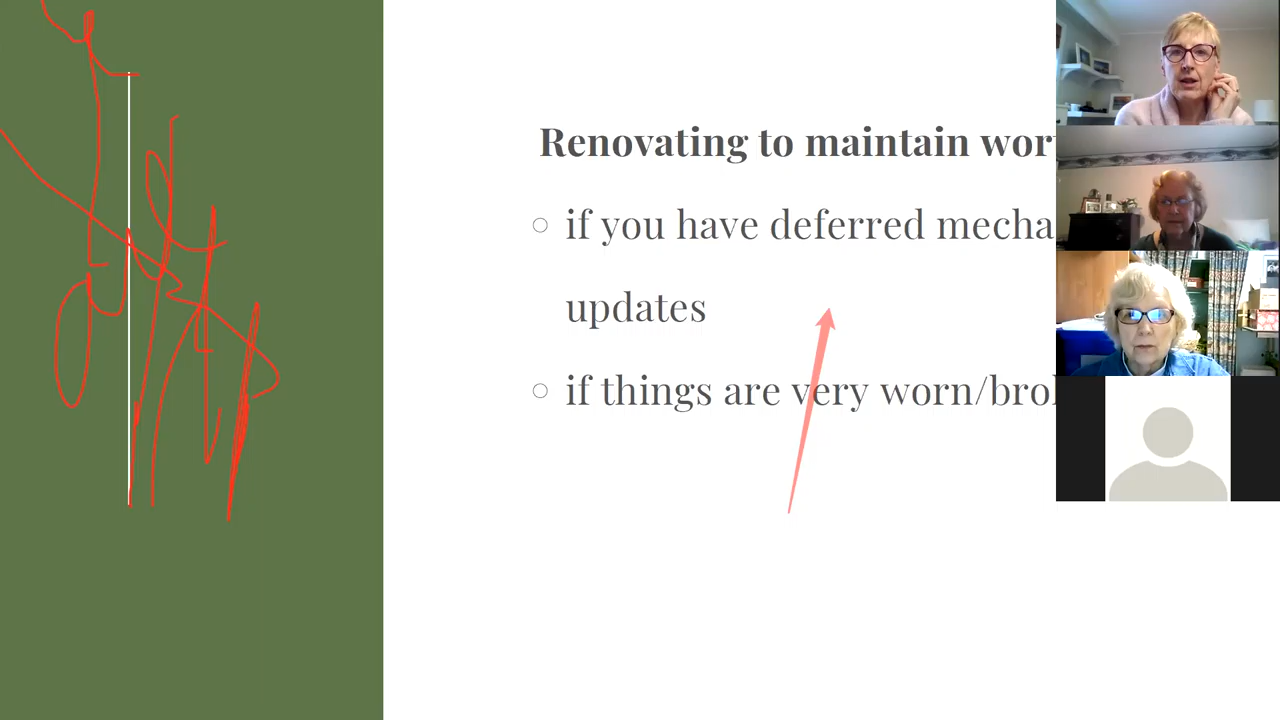 Renovating to maintain wor
if you have deferred mecha
updates
if things are very worn/bro